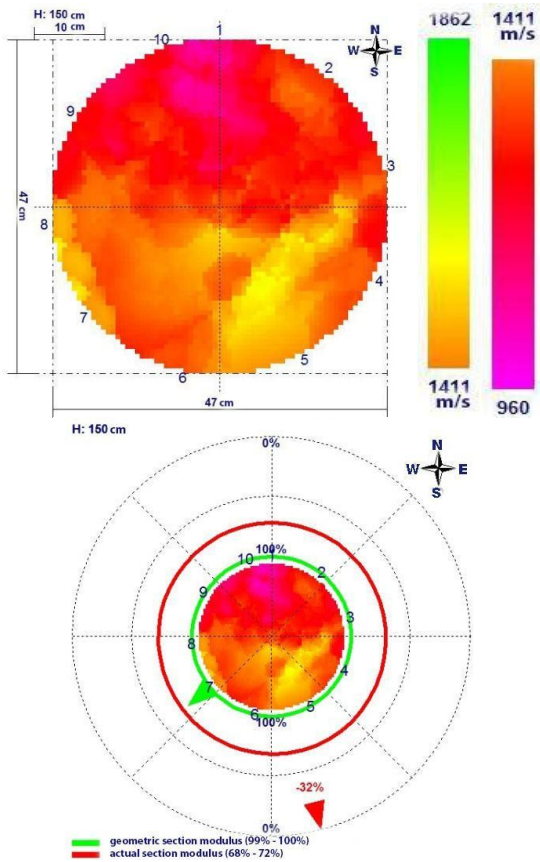 H: 150 cm
10 cm
N
W E
S
1862 1411
m/s
1
10
2
9
3
47 cm
8
4
7
5
6
47 cm
1411
m/s
960
H: 150 cm
0%
N
W E
S
100%
10
2
9
3
8
4
7
5
6
100%
-32%
0%
geometric section modulus (99% - 100%)
actual section modulus (68% - 72%)